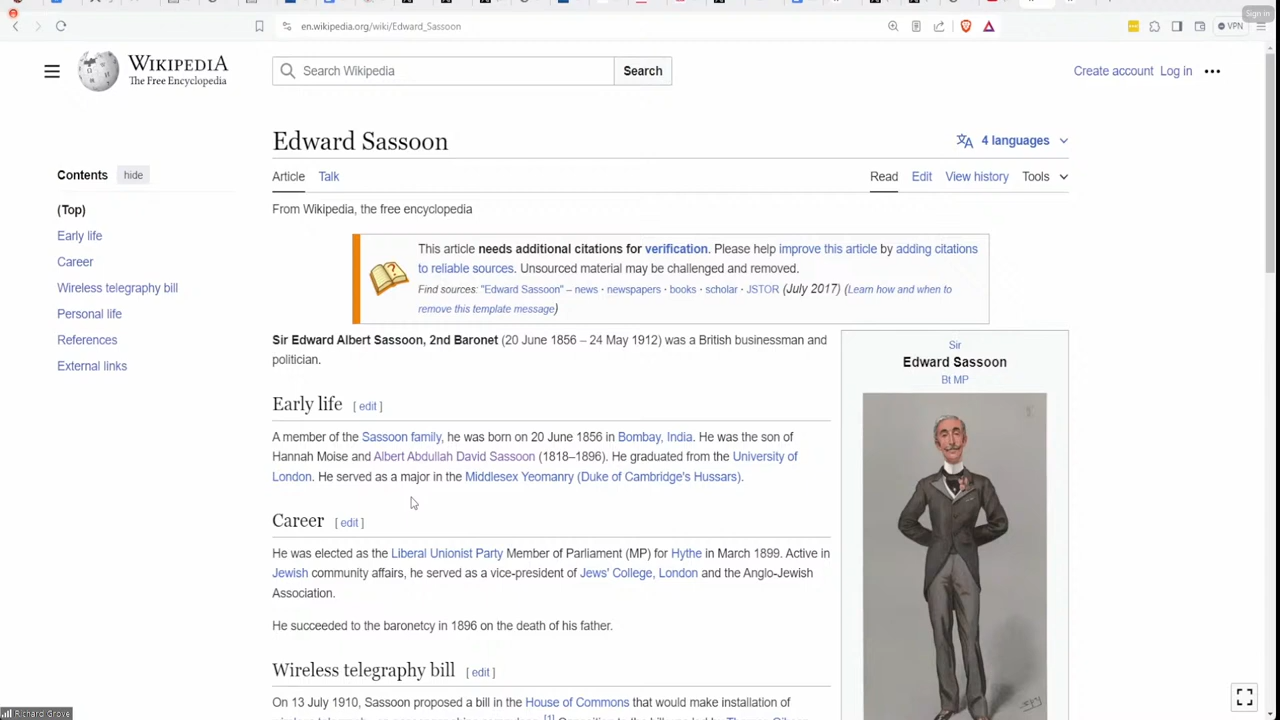 Sign in
en.wikipedia.org/wiki/Edward_Sassoon
VPN
WIKIPEDIA
The Free Encyclopedia
Search Wikipedia
Search
Create account Log in
Edward Sassoon
4 languages
Contents hide
Article Talk
Read Edit View history Tools
(Top)
From Wikipedia, the free encyclopedia
Early life
Career
Wireless telegraphy bill
Personal life
References
External links
This article needs additional citations for verification. Please help improve this article by adding citations
to reliable sources. Unsourced material may be challenged and removed.
Find sources: "Edward Sassoon" – news · newspapers · books · scholar · JSTOR (July 2017) (Learn how and when to
remove this template message)
Sir Edward Albert Sassoon, 2nd Baronet (20 June 1856 – 24 May 1912) was a British businessman and
politician.
Sir
Edward Sassoon
Bt MP
Early life [ edit ]
A member of the Sassoon family, he was born on 20 June 1856 in Bombay, India. He was the son of
Hannah Moise and Albert Abdullah David Sassoon (1818–1896). He graduated from the University of
London. He served as a major in the Middlesex Yeomanry (Duke of Cambridge's Hussars).
Career [ edit ]
He was elected as the Liberal Unionist Party Member of Parliament (MP) for Hythe in March 1899. Active in
Jewish community affairs, he served as a vice-president of Jews' College, London and the Anglo-Jewish
Association.
He succeeded to the baronetcy in 1896 on the death of his father.
Wireless telegraphy bill [ edit ]
On 13 July 1910, Sassoon proposed a bill in the House of Commons that would make installation of
Richard Grove